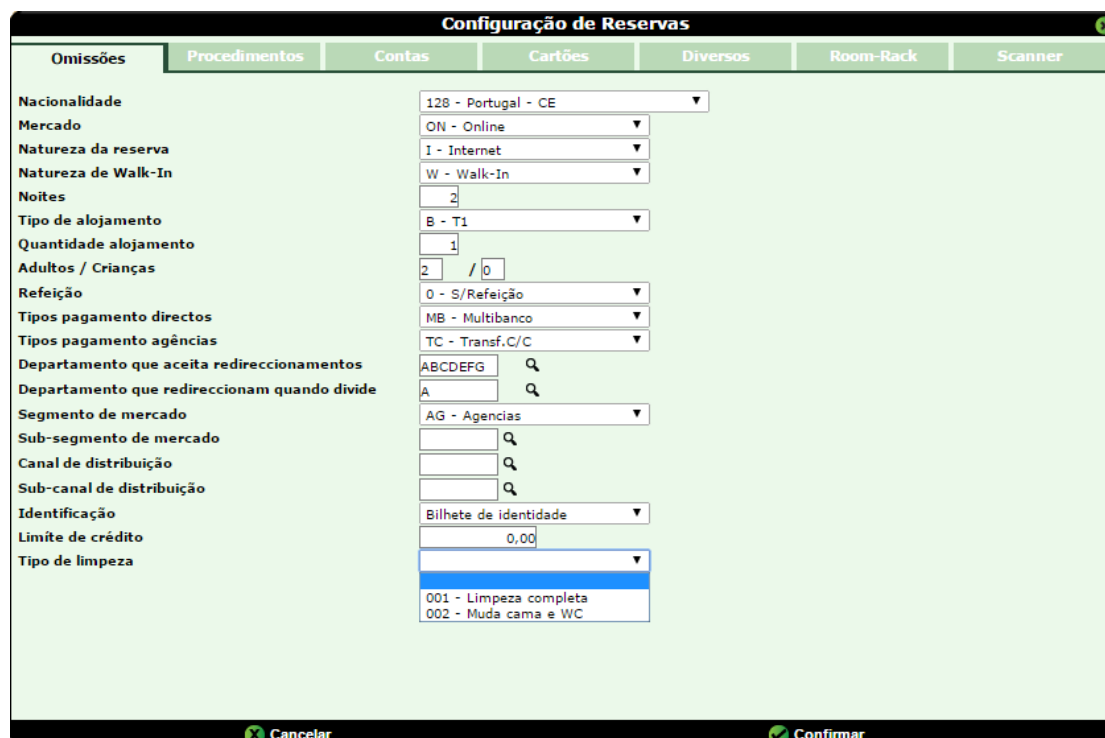 Configuração de Reservas
Omissões Procedimentos Contas Cartões Diversos Room-Rack Scanner
Nacionalidade 128 - Portugal - CE
Mercado ON - Online
Natureza da reserva I - Internet
Natureza de Walk-In W - Walk-In
Noites 2
Tipo de alojamento B - T1
Quantidade alojamento 1
Adultos / Crianças 2 / 0
Refeição 0 - S/Refeição
Tipos pagamento directos MB - Multibanco
Tipos pagamento agências TC - Transf.C/C
Departamento que aceita redireccionamentos ABCDEFG
Departamento que redireccionam quando divide A
Segmento de mercado AG - Agencias
Sub-segmento de mercado
Canal de distribuição
Sub-canal de distribuição
Identificação Bilhete de identidade
Limíte de crédito 0,00
Tipo de limpeza
001 - Limpeza completa
002 - Muda cama e WC
Cancelar Confirmar